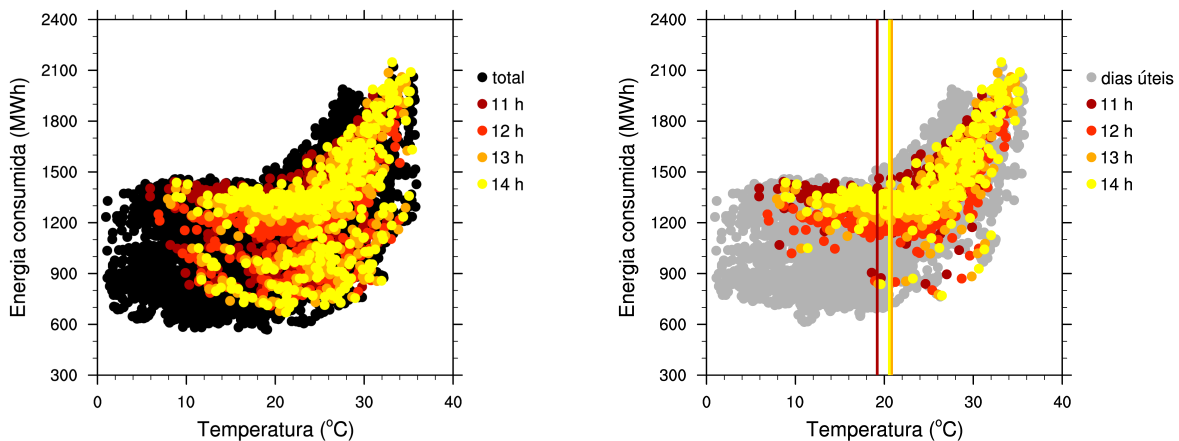 2400
2100
1800
1500
1200
900
600
300
Energia consumida (MWh)
0
10
20
30
40
Temperatura (°C)
total
11 h
12 h
13 h
14 h
2400
2100
1800
1500
1200
900
600
300
Energia consumida (MWh)
0
10
20
30
40
Temperatura (°C)
dias úteis
11 h
12 h
13 h
14 h